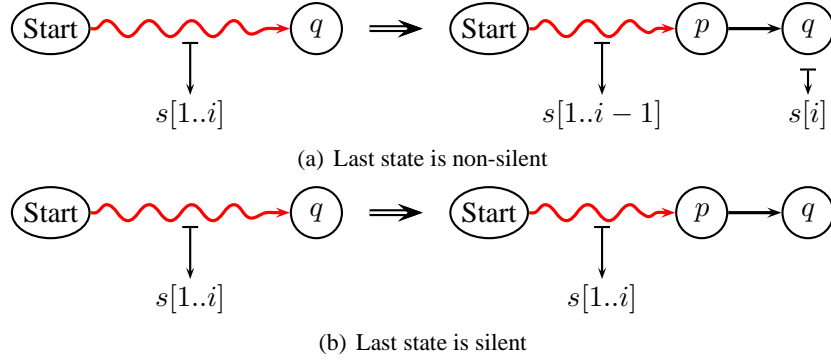 Start q ⇒ Start p q
s[1..i] s[1..i − 1] s[i]
(a) Last state is non-silent
Start q ⇒ Start p q
s[1..i] s[1..i]
(b) Last state is silent